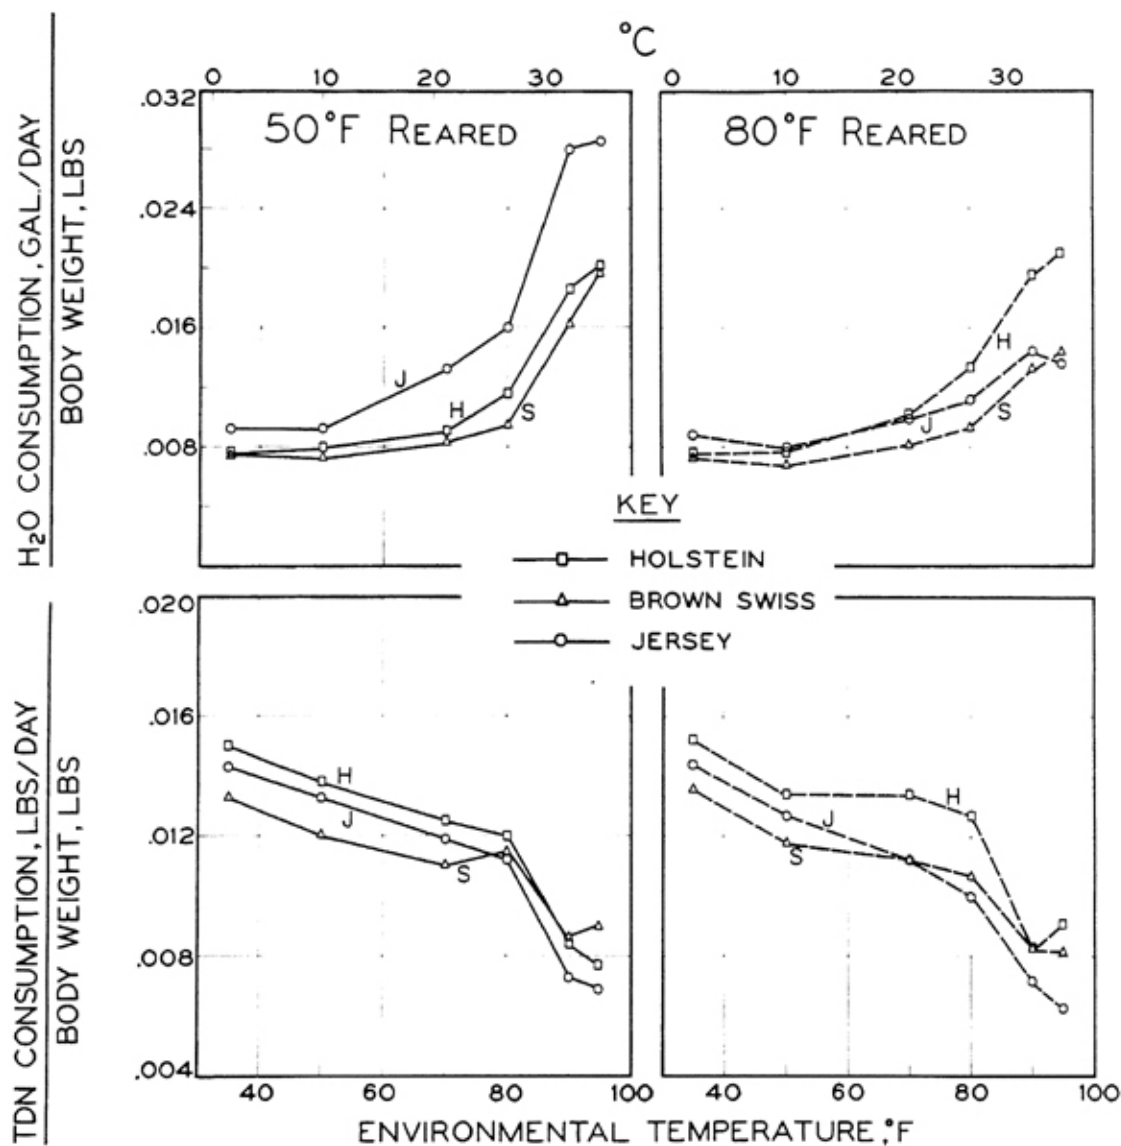 °C
0 10 20 30 0 10 20 30
.032
50°F REARED
80°F REARED
.024
.016
.008
J
H
S
H
J
S
H₂O CONSUMPTION, GAL./DAY
BODY WEIGHT, LBS
KEY
HOLSTEIN
BROWN SWISS
JERSEY
.020
.016
.012
.008
.004
H
J
S
H
J
S
TDN CONSUMPTION, LBS/DAY
BODY WEIGHT, LBS
40 60 80 100 40 60 80 100
ENVIRONMENTAL TEMPERATURE, °F